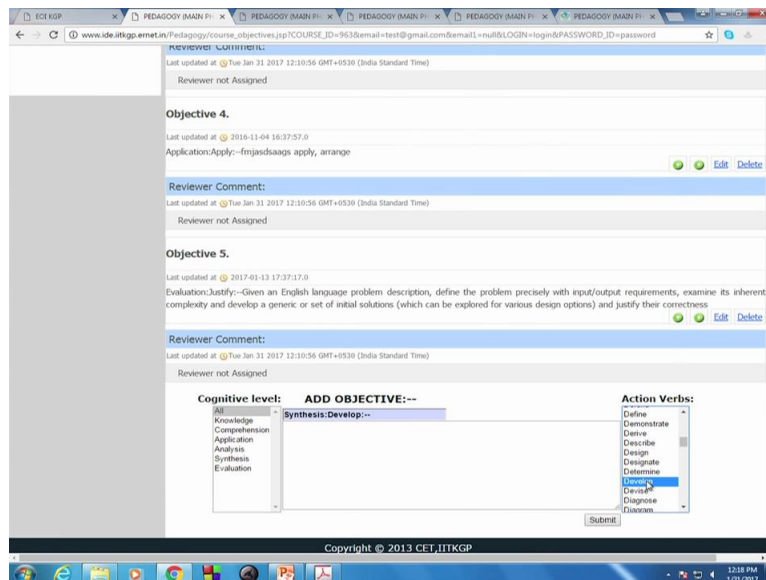 ECI KGP
PEDAGOGY (MAIN PH
PEDAGOGY (MAIN PH
PEDAGOGY (MAIN PH
PEDAGOGY (MAIN PH
PEDAGOGY (MAIN PH
www.ide.iitkgp.ernet.in/Pedagogy/course_objectives.jsp?COURSE_ID=963&email=test@gmail.com&email1=null&LOGIN=login&PASSWORD_ID=password
Reviewer Comment:
Last updated at Tue Jan 31 2017 12:10:56 GMT+0530 (India Standard Time)
Reviewer not Assigned
Objective 4.
Last updated at 2016-11-04 16:37:57.0
Application:Apply:--fmjasdsaags apply, arrange
Edit Delete
Reviewer Comment:
Last updated at Tue Jan 31 2017 12:10:56 GMT+0530 (India Standard Time)
Reviewer not Assigned
Objective 5.
Last updated at 2017-01-13 17:37:17.0
Evaluation:Justify:--Given an English language problem description, define the problem precisely with input/output requirements, examine its inherent
complexity and develop a generic or set of initial solutions (which can be explored for various design options) and justify their correctness
Edit Delete
Reviewer Comment:
Last updated at Tue Jan 31 2017 12:10:56 GMT+0530 (India Standard Time)
Reviewer not Assigned
Cognitive level: ADD OBJECTIVE:-- Action Verbs:
All
Knowledge
Comprehension
Application
Analysis
Synthesis
Evaluation
Synthesis:Develop:--
Define
Demonstrate
Derive
Describe
Design
Designate
Determine
Develop
Devise
Diagnose
Diagram
Submit
Copyright © 2013 CET,IITKGP
12:18 PM
1/31/2017